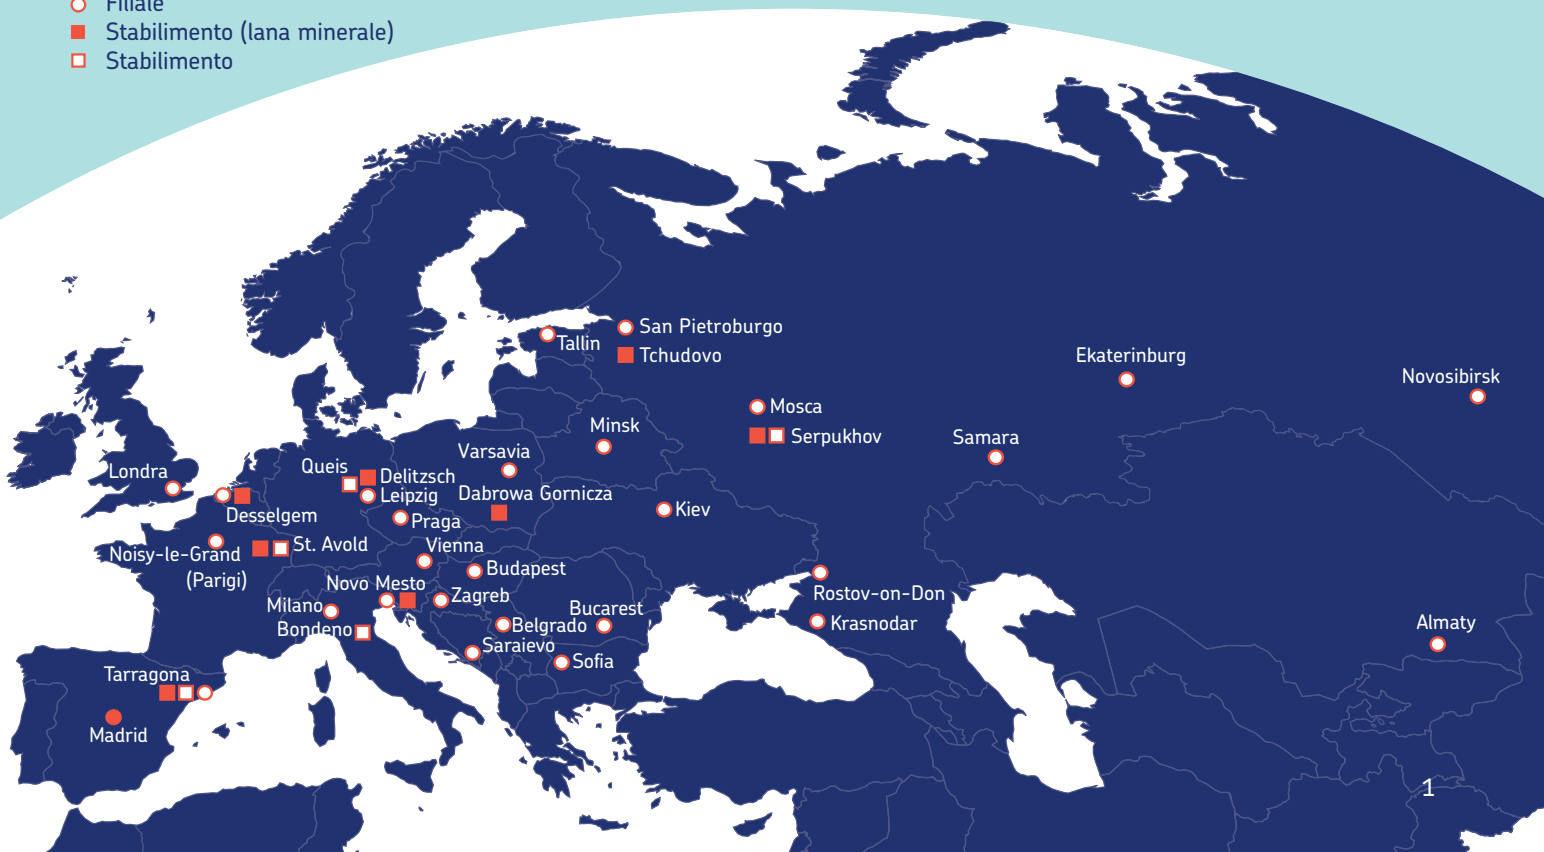 Filiale
Stabilimento (lana minerale)
Stabilimento
San Pietroburgo
Tallin
Tchudovo
Ekaterinburg
Novosibirsk
Mosca
Minsk
Serpukhov
Samara
Varsavia
Queis
Londra
Delitzsch
Leipzig
Dabrowa Gornicza
Kiev
Desselgem
Praga
Noisy-le-Grand
(Parigi)
St. Avold
Vienna
Budapest
Novo Mesto
Zagreb
Rostov-on-Don
Milano
Bucarest
Krasnodar
Almaty
Bondeno
Belgrado
Saraievo
Sofia
Tarragona
Madrid
1